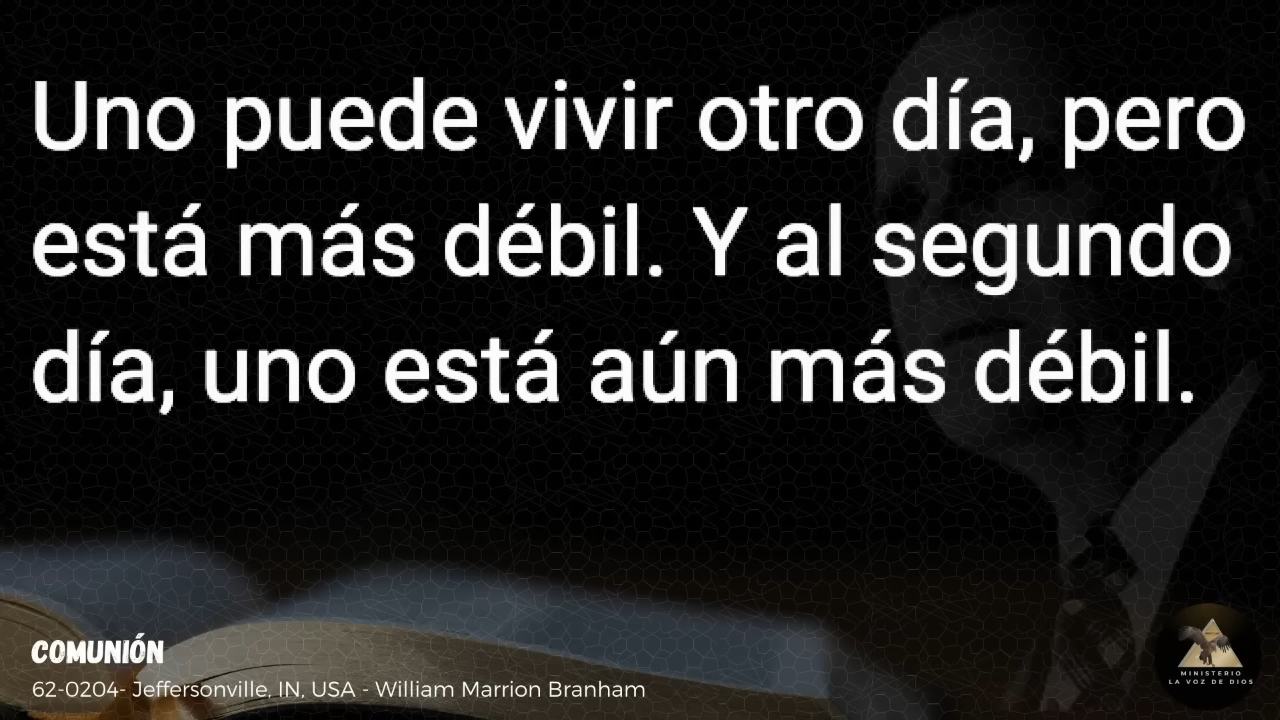 Uno puede vivir otro día, pero
está más débil. Y al segundo
día, uno está aún más débil.
COMUNIÓN
62-0204- Jeffersonville, IN, USA - William Marrion Branham
MINISTERIO
LA VOZ DE DIOS